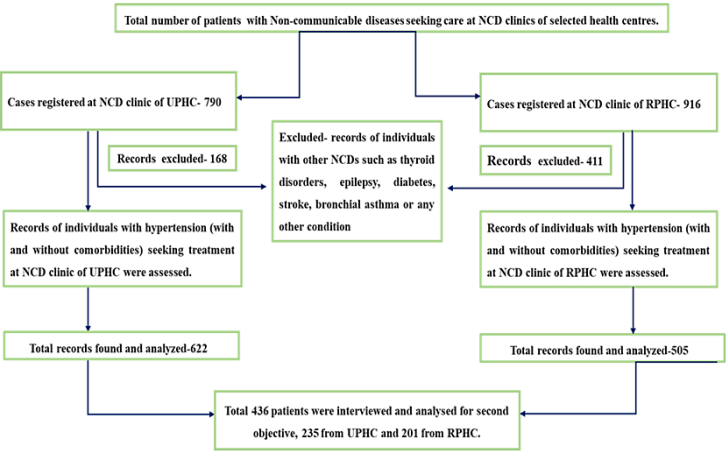 Total number of patients with Non-communicable diseases seeking care at NCD clinics of selected health centres.
Cases registered at NCD clinic of UPHC- 790
Cases registered at NCD clinic of RPHC- 916
Records excluded- 168
Excluded- records of individuals
with other NCDs such as thyroid
disorders, epilepsy, diabetes,
stroke, bronchial asthma or any
other condition
Records excluded- 411
Records of individuals with hypertension (with
and without comorbidities) seeking treatment
at NCD clinic of UPHC were assessed.
Records of individuals with hypertension (with
and without comorbidities) seeking treatment
at NCD clinic of RPHC were assessed.
Total records found and analyzed-622
Total records found and analyzed-505
Total 436 patients were interviewed and analysed for second
objective, 235 from UPHC and 201 from RPHC.